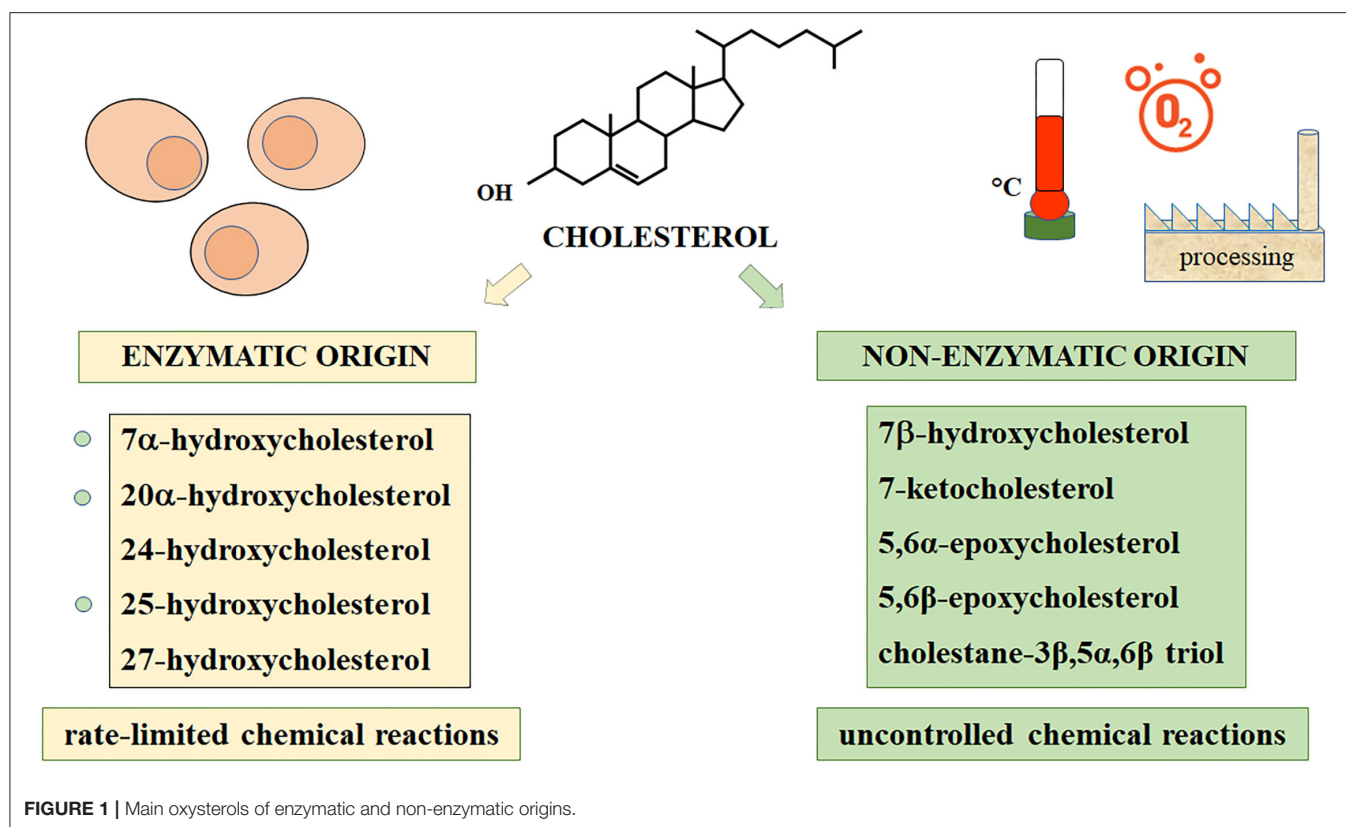 O2
°C
OH
CHOLESTEROL
processing
ENZYMATIC ORIGIN
NON-ENZYMATIC ORIGIN
7α-hydroxycholesterol
20α-hydroxycholesterol
24-hydroxycholesterol
25-hydroxycholesterol
27-hydroxycholesterol
7β-hydroxycholesterol
7-ketocholesterol
5,6α-epoxycholesterol
5,6β-epoxycholesterol
cholestane-3β,5α,6β triol
rate-limited chemical reactions
uncontrolled chemical reactions
FIGURE 1 | Main oxysterols of enzymatic and non-enzymatic origins.